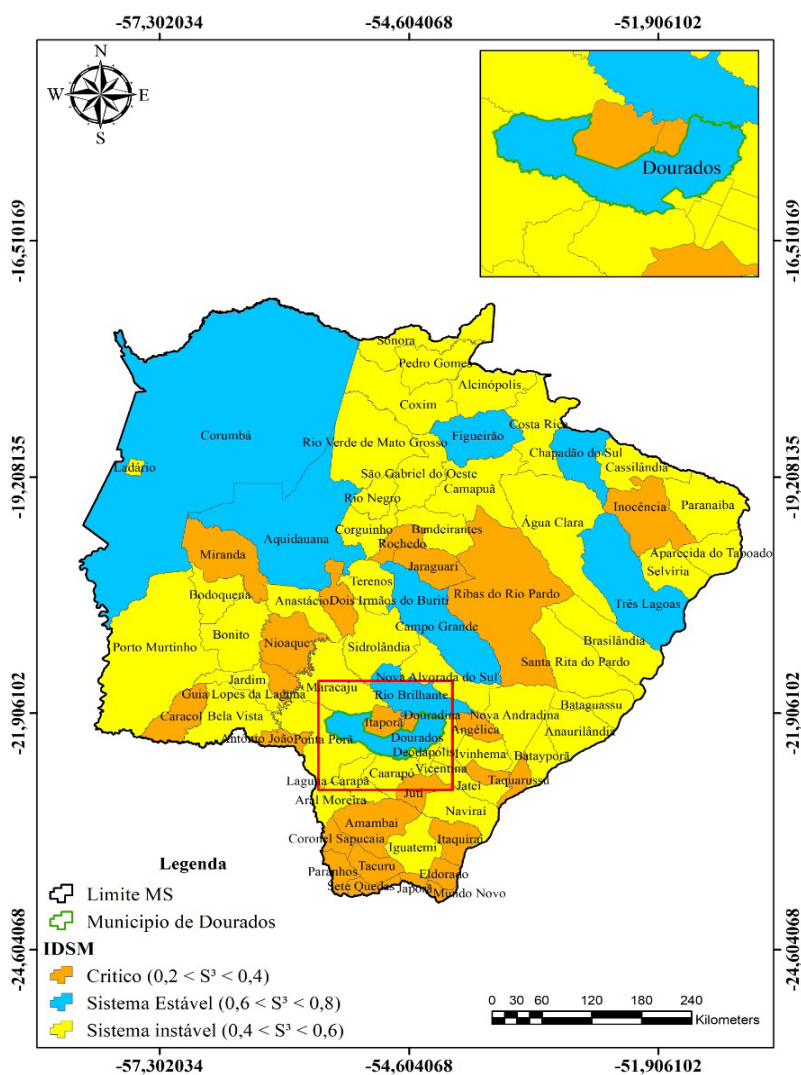 -57,302034 -54,604068 -51,906102
N
W E
S
Dourados
-16,510169 -16,510169
Sonora
Pedro Gomes
Alcinópolis
Coxim
Costa Rica
Corumbá
Rio Verde de Mato Grosso
Figueirão
Chapadão do Sul
Ladário
Cassilândia
-19,208135 -19,208135
São Gabriel do Oeste
Camapuã
Rio Negro
Paranaiba
Inocência
Água Clara
Corguinho
Bandeirantes
Aquidauana
Rochedo
Miranda
Aparecida do Taboado
Jaraguari
Selvíria
Terenos
Bodoquena
Anastácio
Dois Irmãos do Buriti
Ribas do Rio Pardo
Três Lagoas
Campo Grande
Bonito
Porto Murtinho
Nioaque
Sidrolândia
Brasilândia
Santa Rita do Pardo
Jardim
Nova Alvorada do Sul
Maracaju
Guia Lopes da Laguna
Rio Brilhante
Bataguassu
-21,906102 -21,906102
Caracol
Bela Vista
Itaporã
Douradina
Nova Andradina
Angélica
Anaurilândia
Antônio João
Ponta Porã
Dourados
Deodápolis
Ivinhema
Batayporã
Vicentina
Caarapó
Taquarussu
Laguna Carapã
Jateí
Juti
Aral Moreira
Naviraí
Amambai
Coronel Sapucaia
Itaquiraí
Iguatemi
Paranhos
Tacuru
Eldorado
Sete Quedas
Japorã
Mundo Novo
Legenda
Limite MS
Municipio de Dourados
-24,604068 -24,604068
IDSM
Critico (0,2 < S³ < 0,4)
Sistema Estável (0,6 < S³ < 0,8)
Sistema instável (0,4 < S³ < 0,6)
0 30 60 120 180 240
Kilometers
-57,302034 -54,604068 -51,906102